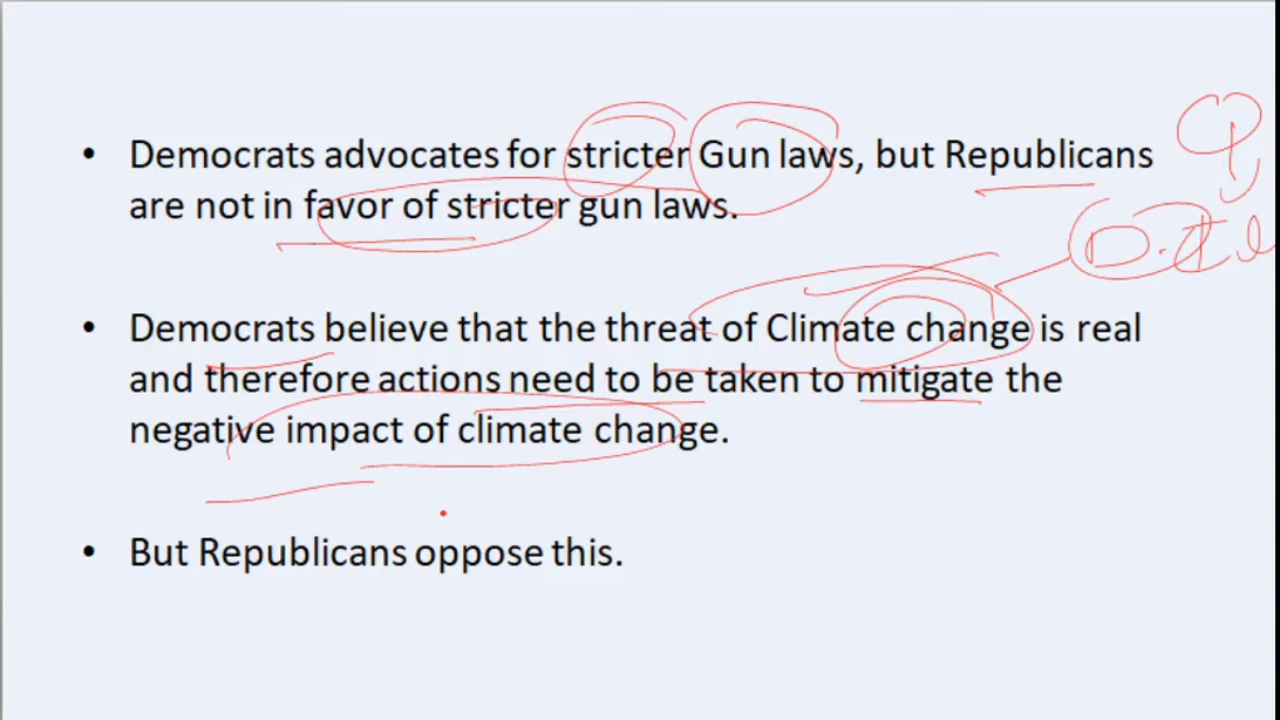 Democrats advocates for stricter Gun laws, but Republicans
are not in favor of stricter gun laws.
Democrats believe that the threat of Climate change is real
and therefore actions need to be taken to mitigate the
negative impact of climate change.
But Republicans oppose this.